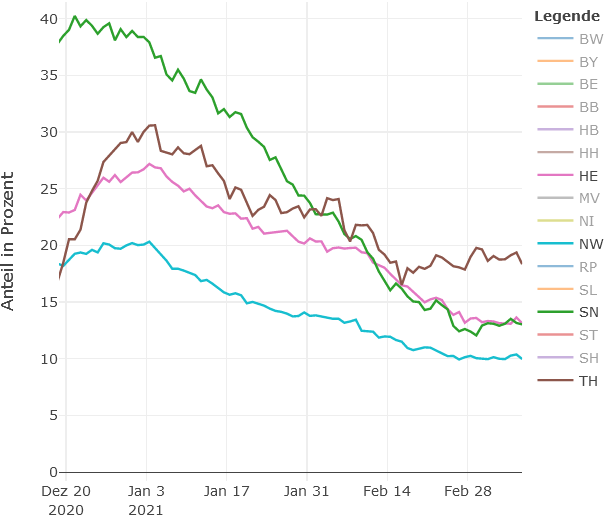 Legende
BW
BY
BE
BB
HB
HH
HE
MV
NI
NW
RP
SL
SN
ST
SH
TH
Anteil in Prozent
40
35
30
25
20
15
10
5
0
Dez 20 Jan 3 Jan 17 Jan 31 Feb 14 Feb 28
2020 2021